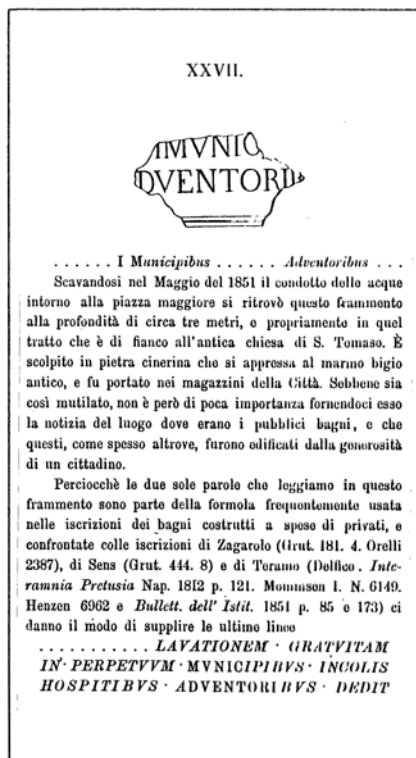 XXVII.
IMVNIC
DVENTORIB
. . . . . . I Municipibus . . . . . . Adventoribus . . .
Scavandosi nel Maggio del 1851 il condotto delle acque
intorno alla piazza maggiore si ritrovò questo frammento
alla profondità di circa tre metri, e propriamente in quel
tratto che è di fianco all'antica chiesa di S. Tomaso. È
scolpito in pietra cinerina che si appressa al marmo bigio
antico, e fu portato nei magazzini della Città. Sebbene sia
così mutilato, non è però di poca importanza fornendoci esso
la notizia del luogo dove erano i pubblici bagni, e che
questi, come spesso altrove, furono edificati dalla generosità
di un cittadino.
Perciocchè le due sole parole che leggiamo in questo
frammento sono parte della formola frequentemente usata
nelle iscrizioni dei bagni costrutti a spese di privati, e
confrontate colle iscrizioni di Zagarolo (Grut. 181. 4. Orelli
2387), di Sens (Grut. 444. 8) e di Teramo (Delfico. Inte-
ramnia Pretusia Nap. 1812 p. 121. Mommsen I. N. 6149.
Henzen 6962 e Bullett. dell' Istit. 1851 p. 85 e 173) ci
danno il modo di supplire le ultime linee
. . . . . . . . . . . LAVATIONEM · GRATVITAM
IN · PERPETVVM · MVNICIPIBVS · INCOLIS
HOSPITIBVS · ADVENTORIBVS · DEDIT